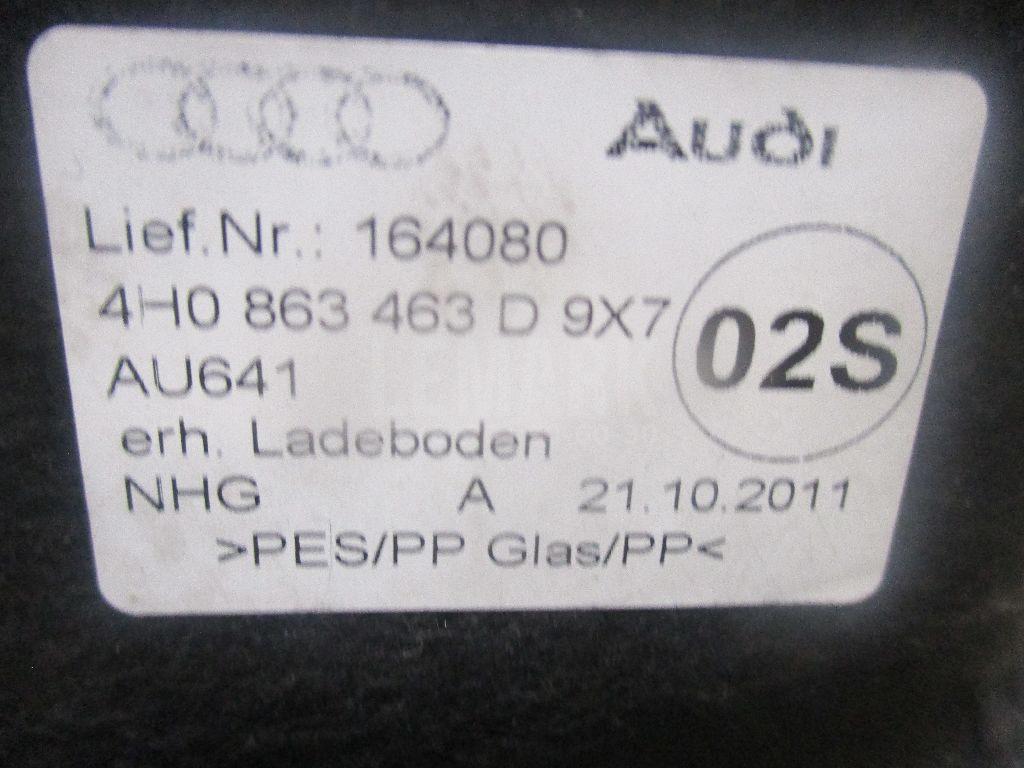 Audi
Lief.Nr.: 164080
4H0 863 463 D 9X7
02S
AU641
erh. Ladeboden
NHG A 21.10.2011
>PES/PP Glas/PP<